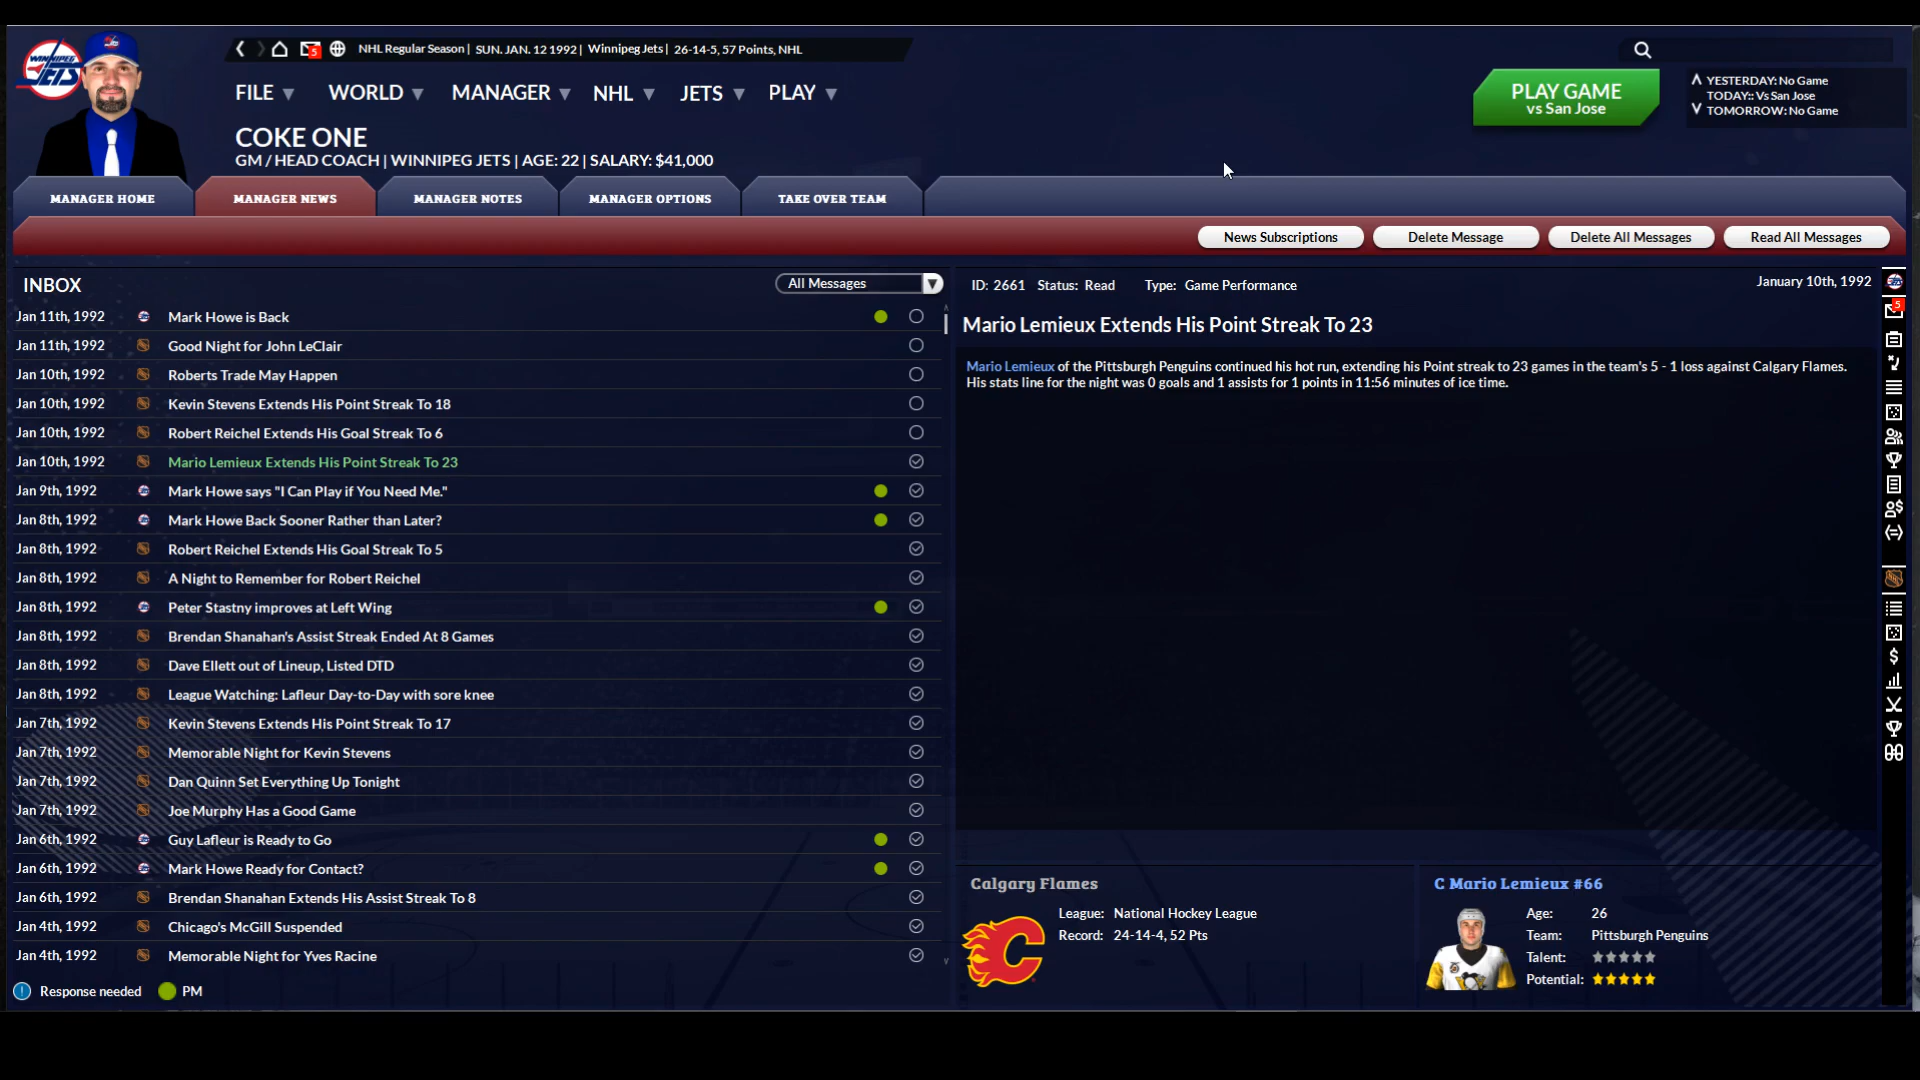 NHL Regular Season | SUN. JAN. 12 1992 | Winnipeg Jets | 26-14-5, 57 Points, NHL
5
FILE WORLD MANAGER NHL JETS PLAY
PLAY GAME
vs San Jose
YESTERDAY: No Game
TODAY:: Vs San Jose
TOMORROW: No Game
WINNIPEG
JETS
COKE ONE
GM / HEAD COACH | WINNIPEG JETS | AGE: 22 | SALARY: $41,000
MANAGER HOME MANAGER NEWS MANAGER NOTES MANAGER OPTIONS TAKE OVER TEAM
News Subscriptions Delete Message Delete All Messages Read All Messages
INBOX All Messages
Jan 11th, 1992 Mark Howe is Back
Jan 11th, 1992 Good Night for John LeClair
Jan 10th, 1992 Roberts Trade May Happen
Jan 10th, 1992 Kevin Stevens Extends His Point Streak To 18
Jan 10th, 1992 Robert Reichel Extends His Goal Streak To 6
Jan 10th, 1992 Mario Lemieux Extends His Point Streak To 23
Jan 9th, 1992 Mark Howe says "I Can Play if You Need Me."
Jan 8th, 1992 Mark Howe Back Sooner Rather than Later?
Jan 8th, 1992 Robert Reichel Extends His Goal Streak To 5
Jan 8th, 1992 A Night to Remember for Robert Reichel
Jan 8th, 1992 Peter Stastny improves at Left Wing
Jan 8th, 1992 Brendan Shanahan's Assist Streak Ended At 8 Games
Jan 8th, 1992 Dave Ellett out of Lineup, Listed DTD
Jan 8th, 1992 League Watching: Lafleur Day-to-Day with sore knee
Jan 7th, 1992 Kevin Stevens Extends His Point Streak To 17
Jan 7th, 1992 Memorable Night for Kevin Stevens
Jan 7th, 1992 Dan Quinn Set Everything Up Tonight
Jan 7th, 1992 Joe Murphy Has a Good Game
Jan 6th, 1992 Guy Lafleur is Ready to Go
Jan 6th, 1992 Mark Howe Ready for Contact?
Jan 6th, 1992 Brendan Shanahan Extends His Assist Streak To 8
Jan 4th, 1992 Chicago's McGill Suspended
Jan 4th, 1992 Memorable Night for Yves Racine
Response needed PM
ID: 2661 Status: Read Type: Game Performance January 10th, 1992
Mario Lemieux Extends His Point Streak To 23
Mario Lemieux of the Pittsburgh Penguins continued his hot run, extending his Point streak to 23 games in the team's 5 - 1 loss against Calgary Flames.
His stats line for the night was 0 goals and 1 assists for 1 points in 11:56 minutes of ice time.
Calgary Flames
League: National Hockey League
Record: 24-14-4, 52 Pts
C Mario Lemieux #66
Age: 26
Team: Pittsburgh Penguins
Talent:
Potential:
5
$